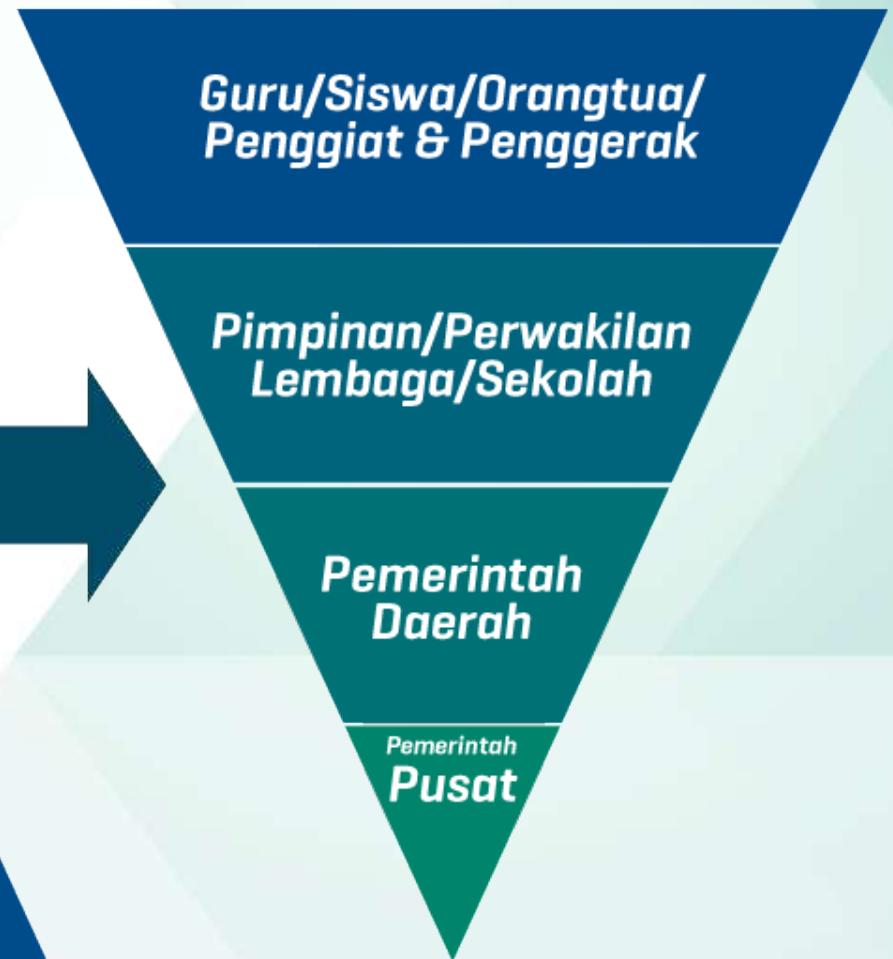 Guru/Siswa/Orangtua/
Penggiat & Penggerak
Pimpinan/Perwakilan
Lembaga/Sekolah
Pemerintah
Daerah
Pemerintah
Pusat